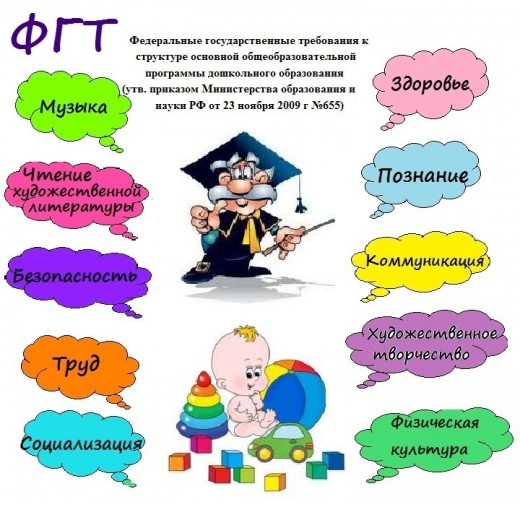 ФГТ
Федеральные государственные требования к
структуре основной общеобразовательной
программы дошкольного образования
(утв. приказом Министерства образования и
науки РФ от 23 ноября 2009 г №655)
Музыка
Здоровье
Чтение
художественной
литературы
Познание
Безопасность
Коммуникация
Труд
Художественное
творчество
Социализация
Физическая
культура